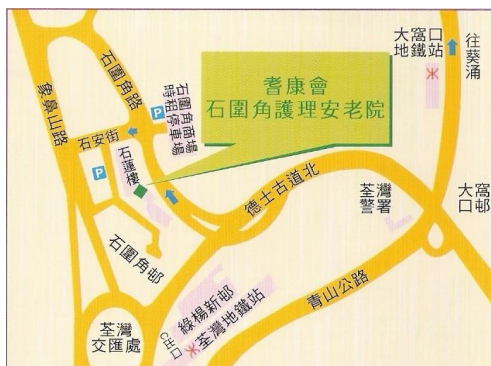 大窩口
地鐵站
往葵涌
耆康會
石圍角護理安老院
石圍角路
象鼻山路
石圍角商場
時租停車場
P
石安街
P
石蓮樓
德士古道北
荃灣
警署
大窩
口邨
石圍角邨
綠楊新邨
荃灣地鐵站
C出口
青山公路
荃灣
交匯處